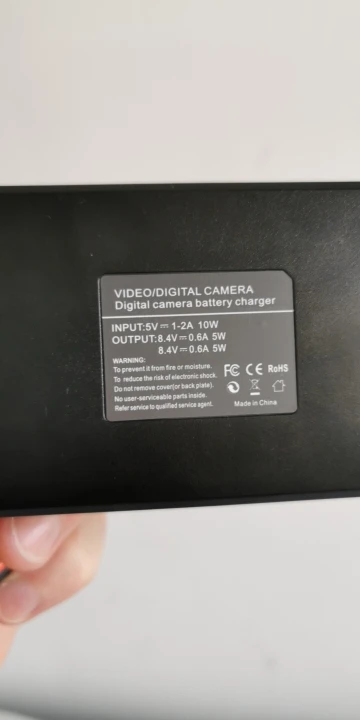 VIDEO/DIGITAL CAMERA
Digital camera battery charger
INPUT:5V⎓ 1-2A 10W
OUTPUT:8.4V⎓0.6A 5W
8.4V⎓0.6A 5W
WARNING:
To prevent it from fire or moisture.
To reduce the risk of electronic shock.
Do not remove cover(or back plate).
No user-serviceable parts inside.
Refer service to qualified service agent.
FC CE RoHS
Made in China